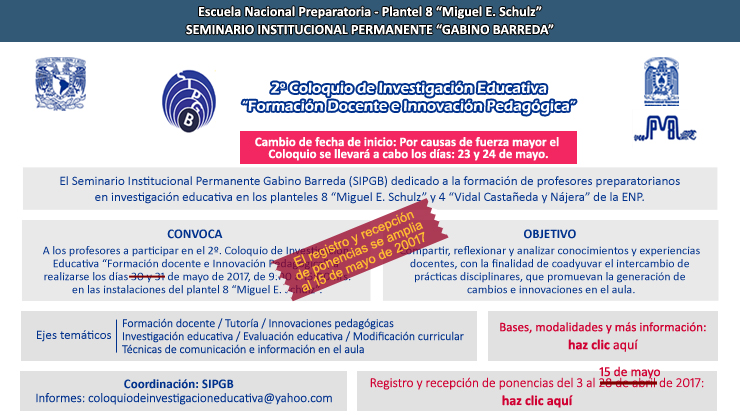 Escuela Nacional Preparatoria - Plantel 8 “Miguel E. Schulz”
SEMINARIO INSTITUCIONAL PERMANENTE “GABINO BARREDA”
2º Coloquio de Investigación Educativa
“Formación Docente e Innovación Pedagógica”
Cambio de fecha de inicio: Por causas de fuerza mayor el
Coloquio se llevará a cabo los días: 23 y 24 de mayo.
El Seminario Institucional Permanente Gabino Barreda (SIPGB) dedicado a la formación de profesores preparatorianos
en investigación educativa en los planteles 8 “Miguel E. Schulz” y 4 “Vidal Castañeda y Nájera” de la ENP.
CONVOCA
A los profesores a participar en el 2º. Coloquio de
Educativa “Formación docente e Innovación
realizarse los días 30 y 31 de mayo de 2017, de
en las instalaciones del plantel 8 “Miguel E.
El registro y recepción
de ponencias se amplia
al 15 de mayo de 20017
OBJETIVO
reflexionar y analizar conocimientos y experiencias
docentes, con la finalidad de coadyuvar el intercambio de
prácticas disciplinares, que promuevan la generación de
cambios e innovaciones en el aula.
Ejes temáticos
Formación docente / Tutoría / Innovaciones pedagógicas
Investigación educativa / Evaluación educativa / Modificación curricular
Técnicas de comunicación e información en el aula
Bases, modalidades y más información:
haz clic aquí
Coordinación: SIPGB
Informes: coloquiodeinvestigacioneducativa@yahoo.com
15 de mayo
Registro y recepción de ponencias del 3 al 28 de abril de 2017:
haz clic aquí